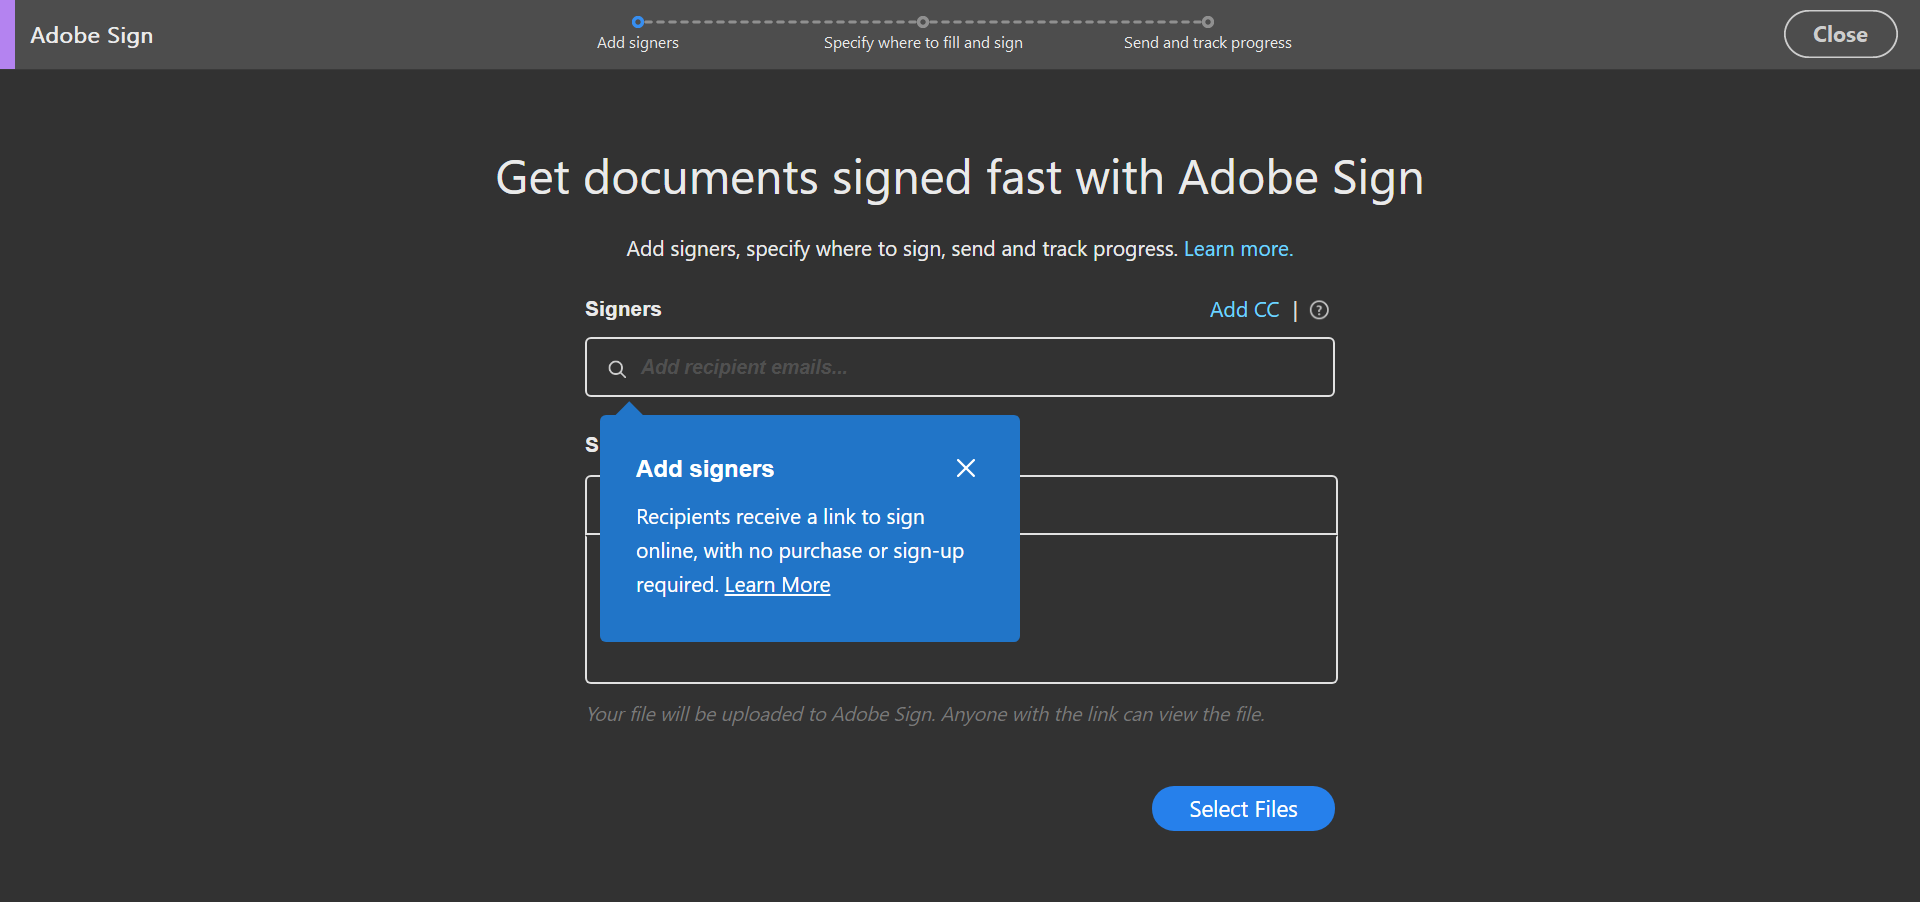 Adobe Sign
Add signers
Specify where to fill and sign
Send and track progress
Close
Get documents signed fast with Adobe Sign
Add signers, specify where to sign, send and track progress. Learn more.
Signers
Add CC | ?
Add recipient emails...
S
Add signers
Recipients receive a link to sign
online, with no purchase or sign-up
required. Learn More
Your file will be uploaded to Adobe Sign. Anyone with the link can view the file.
Select Files